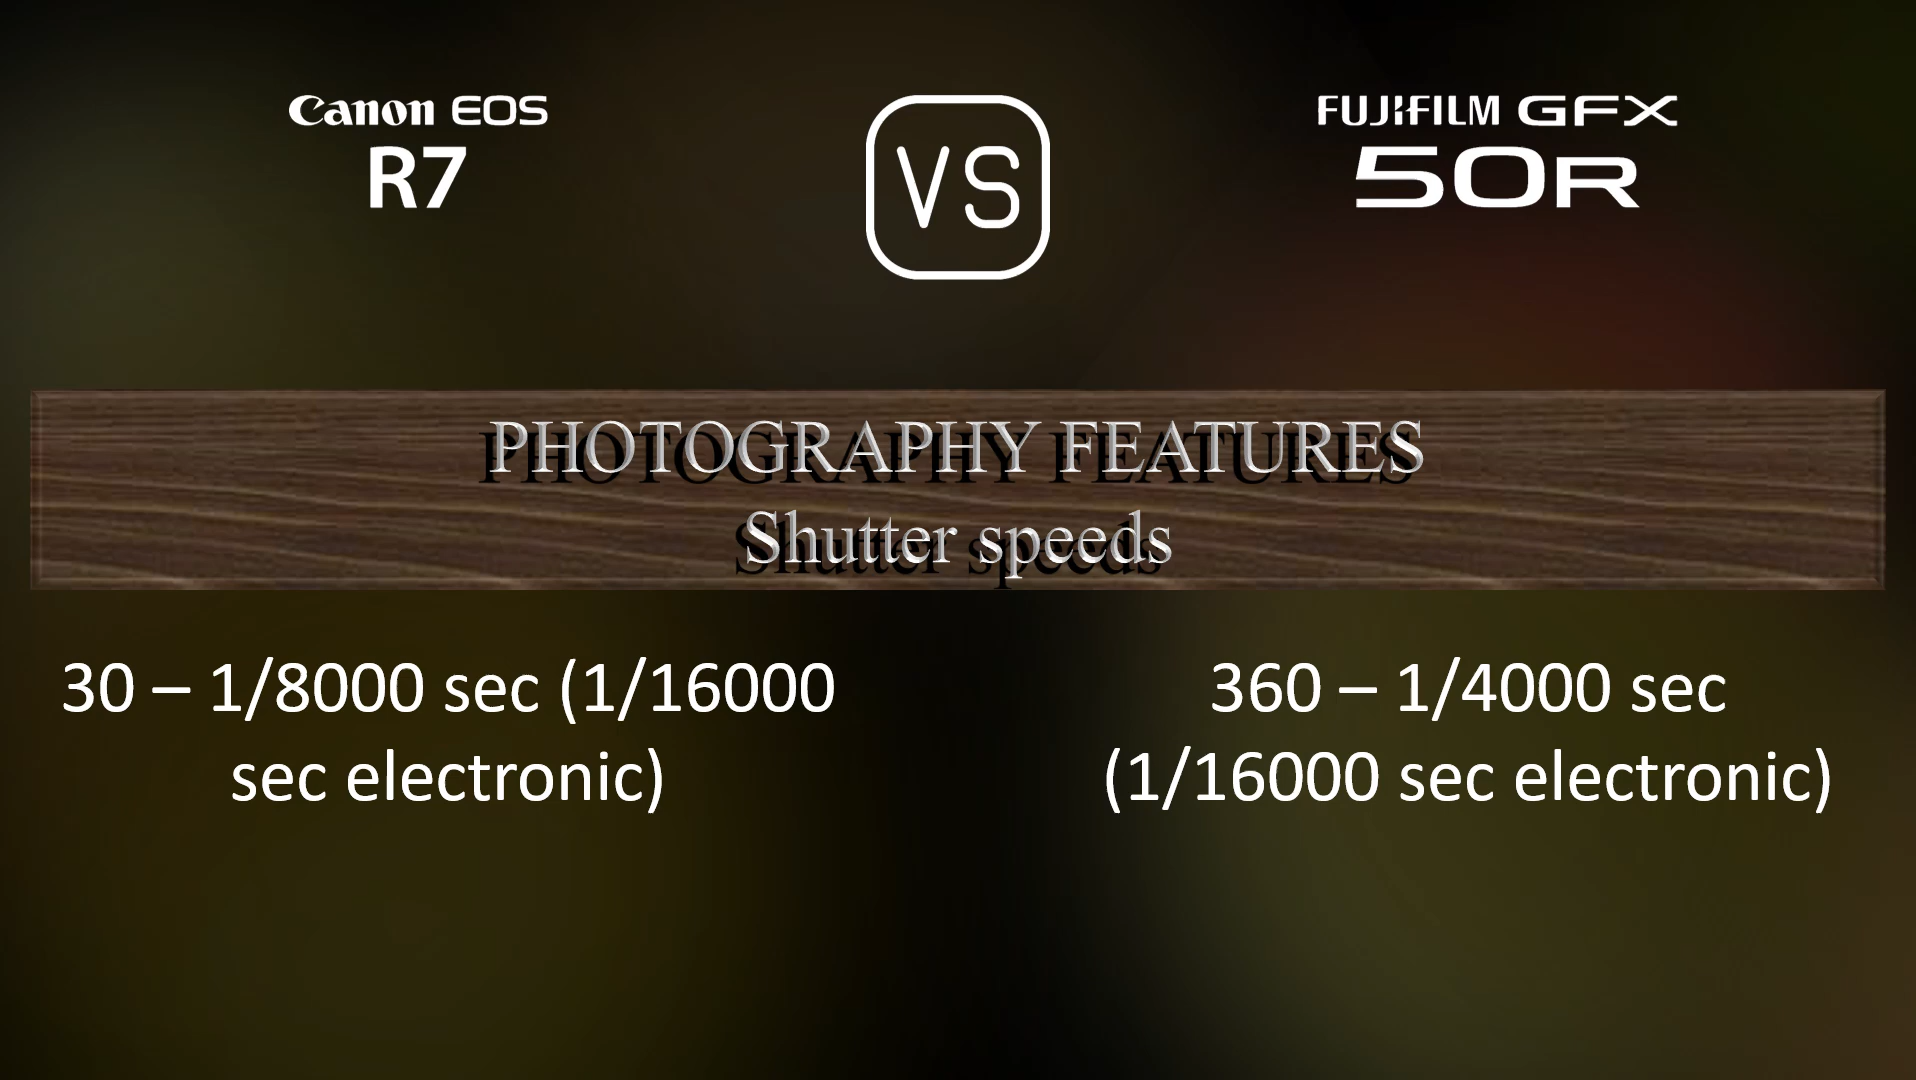 Canon EOS
R7
VS
FUJIFILM GFX
50R
PHOTOGRAPHY FEATURES
Shutter speeds
30 – 1/8000 sec (1/16000
sec electronic)
360 – 1/4000 sec
(1/16000 sec electronic)